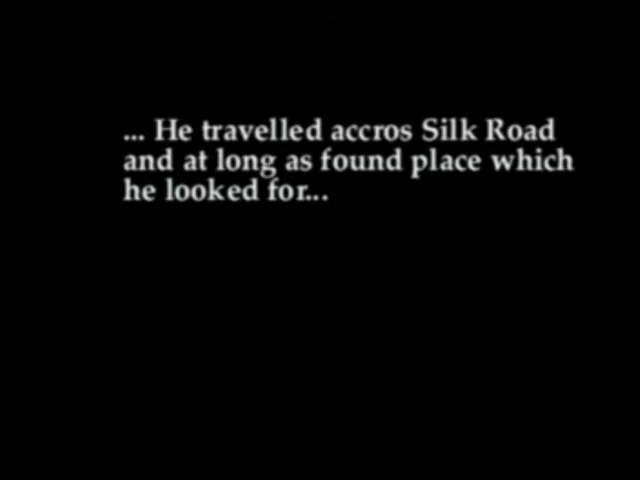 ... He travelled accros Silk Road
and at long as found place which
he looked for...